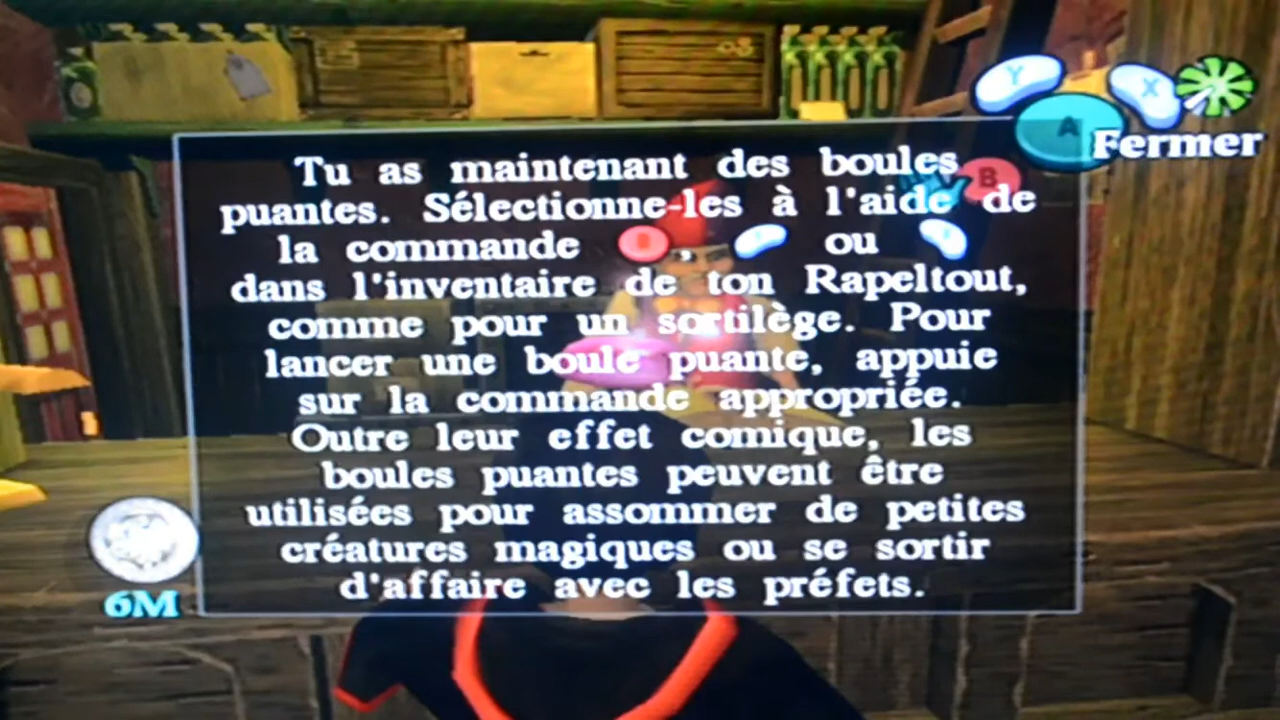 Y
X
A
Fermer
B
Tu as maintenant des boules
puantes. Sélectionne-les à l'aide de
la commande B, Y ou X
dans l'inventaire de ton Rapeltout,
comme pour un sortilège. Pour
lancer une boule puante, appuie
sur la commande appropriée.
Outre leur effet comique, les
boules puantes peuvent être
utilisées pour assommer de petites
créatures magiques ou se sortir
d'affaire avec les préfets.
6M